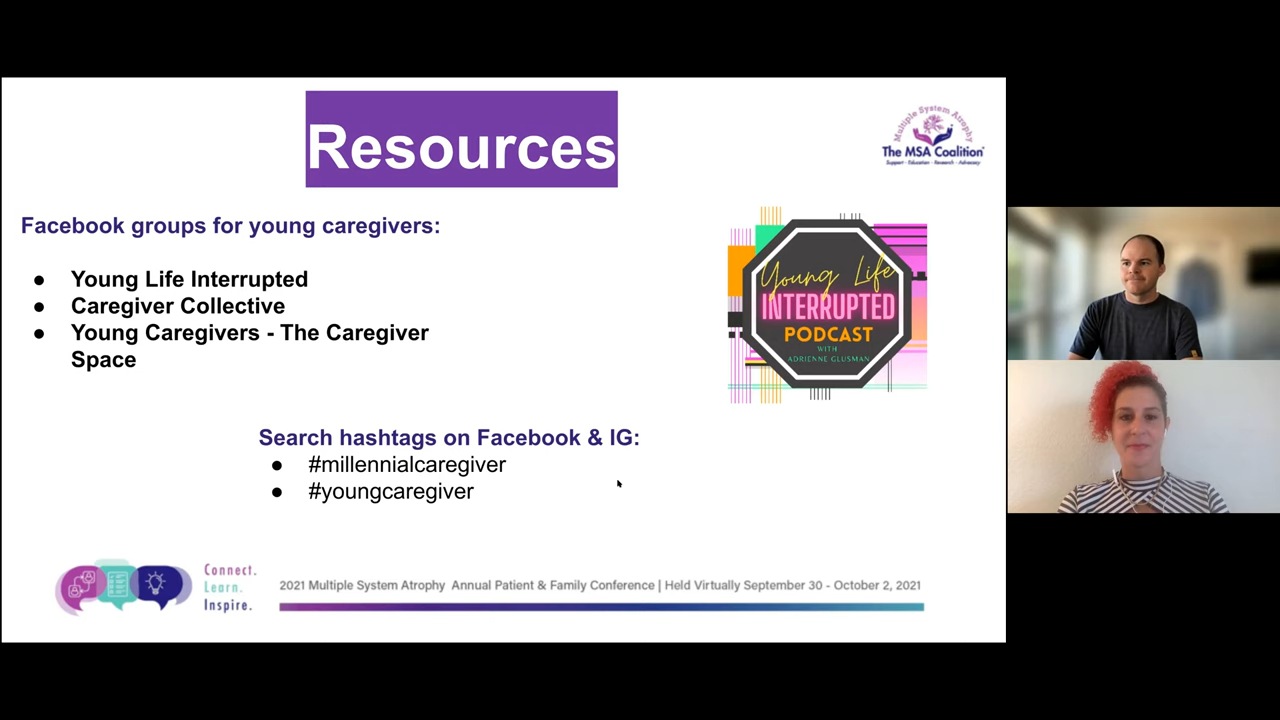 Resources
Multiple System Atrophy
The MSA Coalition®
Support - Education - Research - Advocacy
Facebook groups for young caregivers:
● Young Life Interrupted
● Caregiver Collective
● Young Caregivers - The Caregiver
Space
Young Life
INTERRUPTED
PODCAST
WITH
ADRIENNE GLUSMAN
Search hashtags on Facebook & IG:
● #millennialcaregiver
● #youngcaregiver
Connect.
Learn.
Inspire.
2021 Multiple System Atrophy Annual Patient & Family Conference | Held Virtually September 30 - October 2, 2021